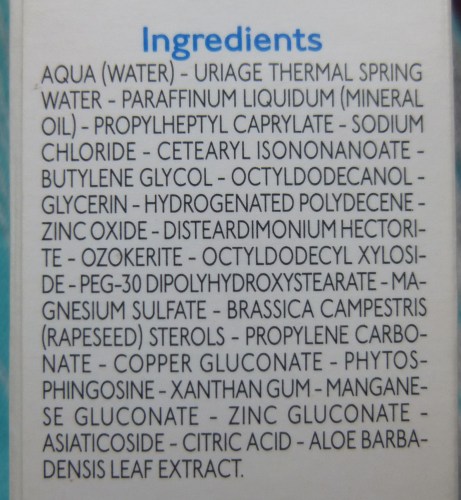 Ingredients
AQUA (WATER) - URIAGE THERMAL SPRING
WATER - PARAFFINUM LIQUIDUM (MINERAL
OIL) - PROPYLHEPTYL CAPRYLATE - SODIUM
CHLORIDE - CETEARYL ISONONANOATE -
BUTYLENE GLYCOL - OCTYLDODECANOL -
GLYCERIN - HYDROGENATED POLYDECENE -
ZINC OXIDE - DISTEARDIMONIUM HECTORI-
TE - OZOKERITE - OCTYLDODECYL XYLOSI-
DE - PEG-30 DIPOLYHYDROXYSTEARATE - MA-
GNESIUM SULFATE - BRASSICA CAMPESTRIS
(RAPESEED) STEROLS - PROPYLENE CARBO-
NATE - COPPER GLUCONATE - PHYTOS-
PHINGOSINE - XANTHAN GUM - MANGANE-
SE GLUCONATE - ZINC GLUCONATE -
ASIATICOSIDE - CITRIC ACID - ALOE BARBA-
DENSIS LEAF EXTRACT.